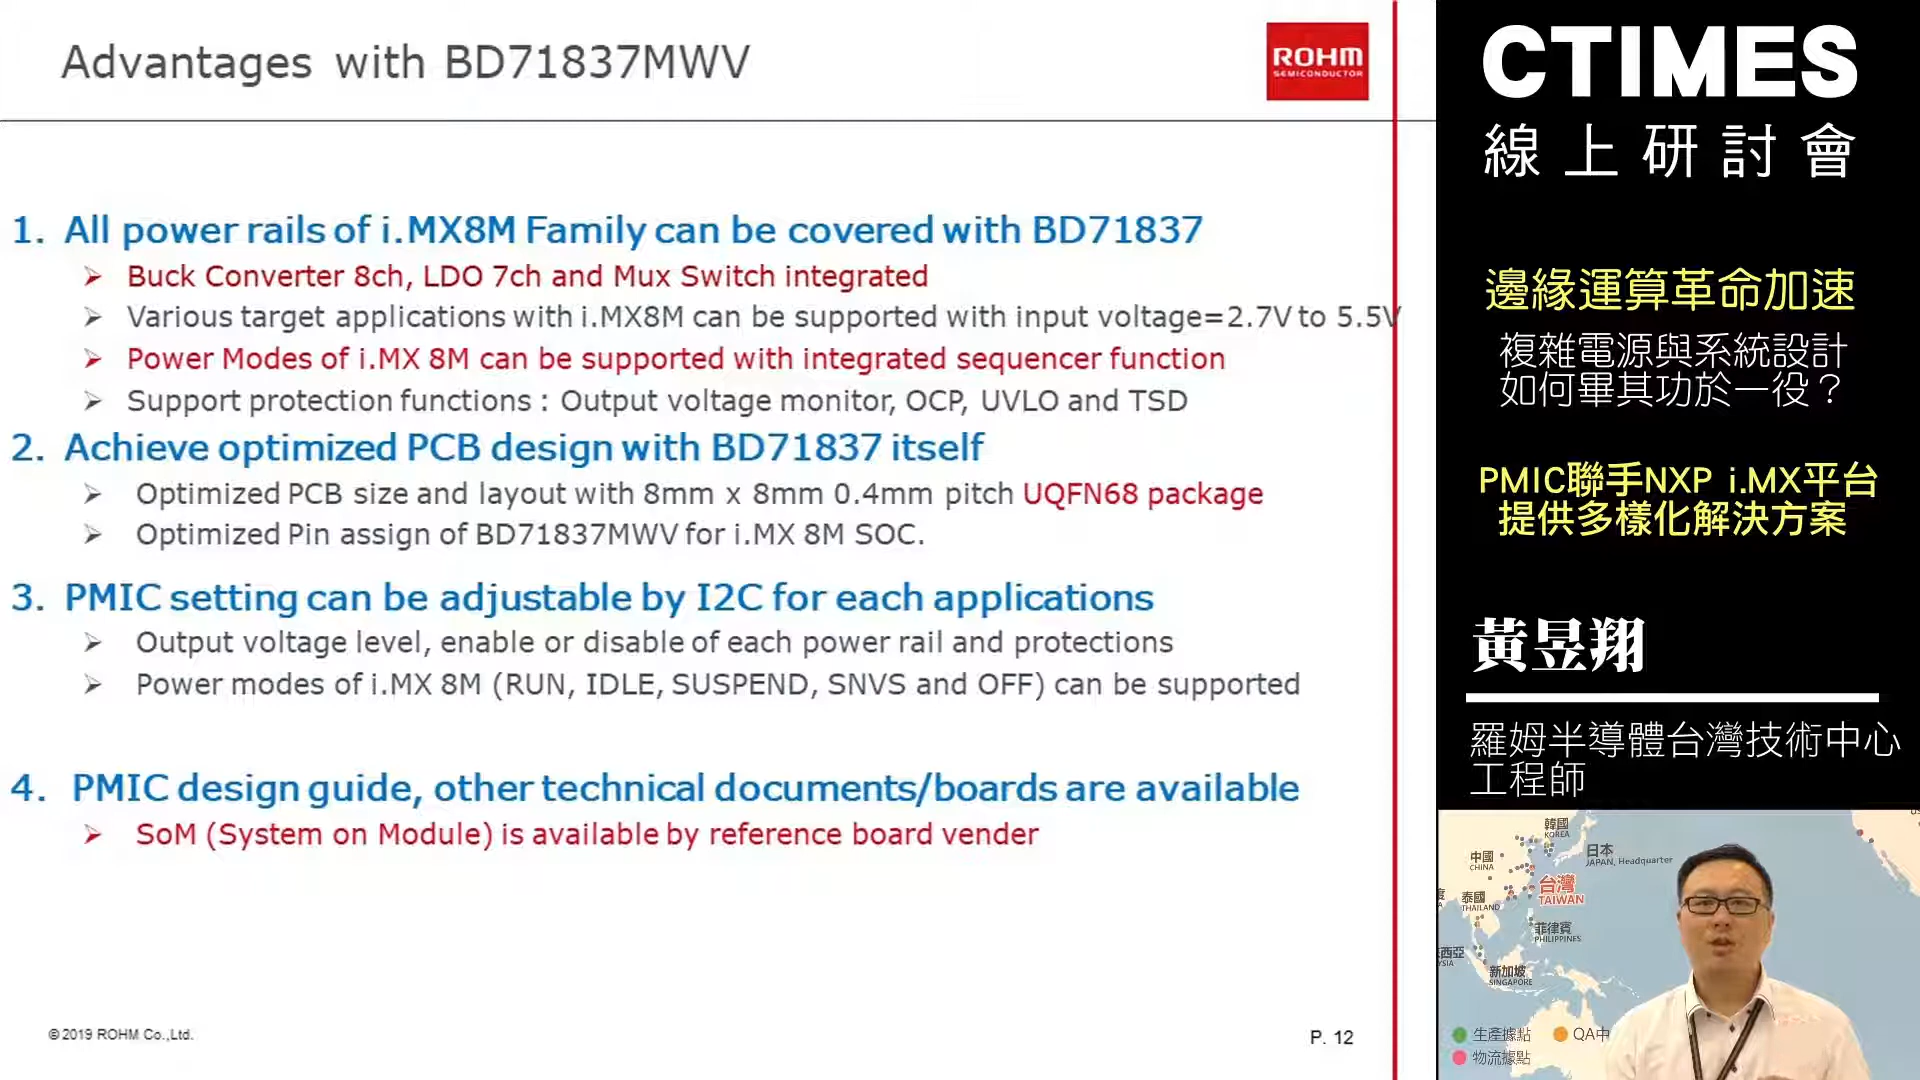 Advantages with BD71837MWV
ROHM
SEMICONDUCTOR
1. All power rails of i.MX8M Family can be covered with BD71837
➢ Buck Converter 8ch, LDO 7ch and Mux Switch integrated
➢ Various target applications with i.MX8M can be supported with input voltage=2.7V to 5.5V
➢ Power Modes of i.MX 8M can be supported with integrated sequencer function
➢ Support protection functions : Output voltage monitor, OCP, UVLO and TSD
2. Achieve optimized PCB design with BD71837 itself
➢ Optimized PCB size and layout with 8mm x 8mm 0.4mm pitch UQFN68 package
➢ Optimized Pin assign of BD71837MWV for i.MX 8M SOC.
3. PMIC setting can be adjustable by I2C for each applications
➢ Output voltage level, enable or disable of each power rail and protections
➢ Power modes of i.MX 8M (RUN, IDLE, SUSPEND, SNVS and OFF) can be supported
4. PMIC design guide, other technical documents/boards are available
➢ SoM (System on Module) is available by reference board vender
©2019 ROHM Co.,Ltd.
P. 12
CTIMES
線上研討會
邊緣運算革命加速
複雜電源與系統設計
如何畢其功於一役？
PMIC聯手NXP i.MX平台
提供多樣化解決方案
黃昱翔
羅姆半導體台灣技術中心
工程師
韓國
KOREA
日本
JAPAN, Headquarter
中國
CHINA
台灣
TAIWAN
泰國
THAILAND
菲律賓
PHILIPPINES
西亞
SIA
新加坡
SINGAPORE
生產據點
QA中
物流據點